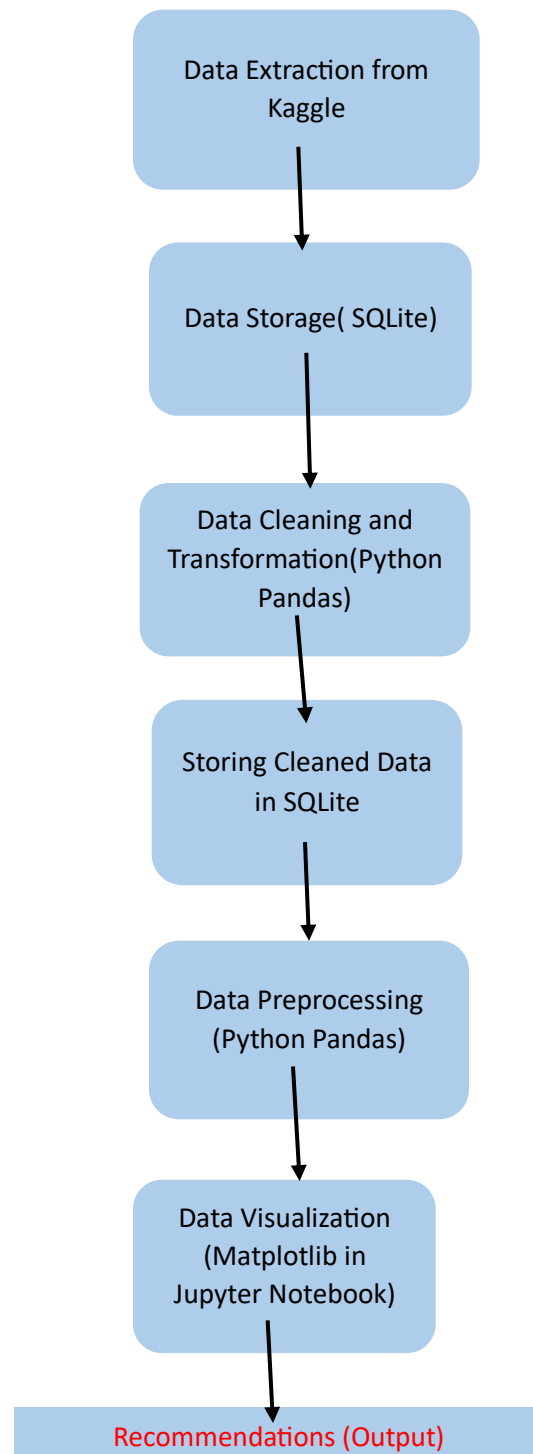 Data Extraction from
Kaggle
Data Storage( SQLite)
Data Cleaning and
Transformation(Python
Pandas)
Storing Cleaned Data
in SQLite
Data Preprocessing
(Python Pandas)
Data Visualization
(Matplotlib in
Jupyter Notebook)
Recommendations (Output)